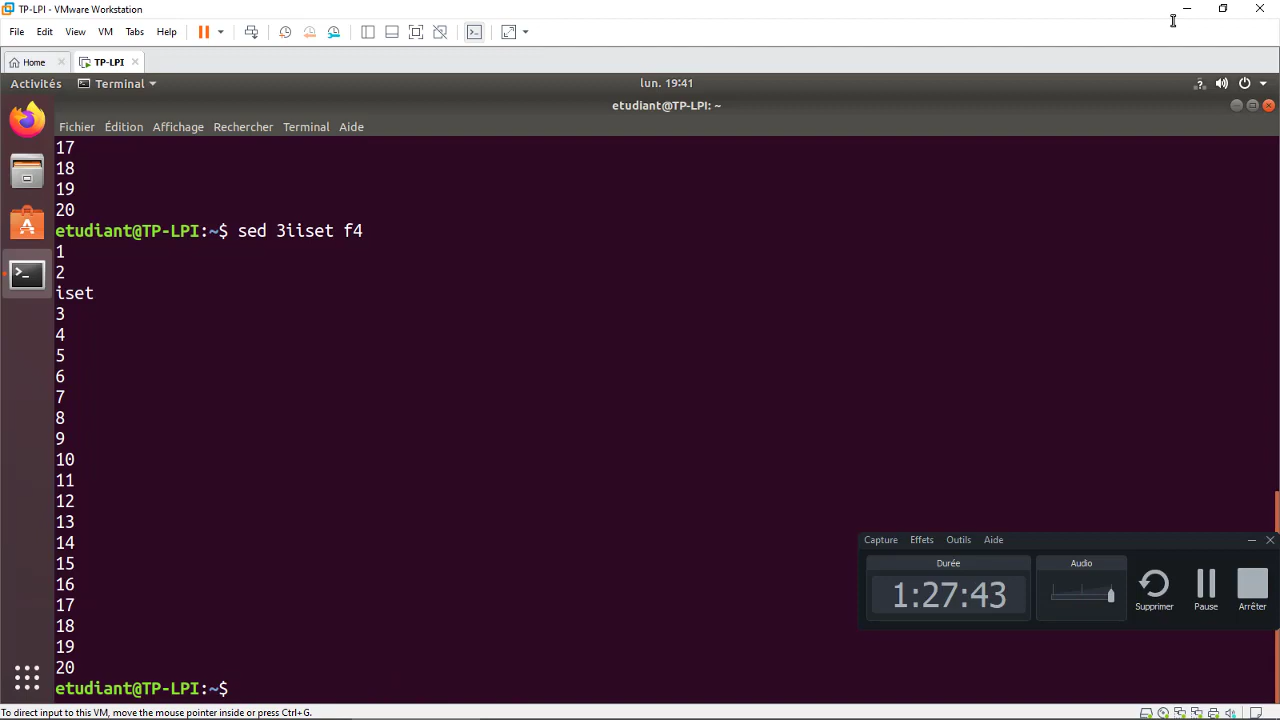 TP-LPI - VMware Workstation
File Edit View VM Tabs Help
Home TP-LPI
Activités Terminal lun. 19:41
etudiant@TP-LPI: ~
Fichier Édition Affichage Rechercher Terminal Aide
17
18
19
20
etudiant@TP-LPI:~$ sed 3iiset f4
1
2
iset
3
4
5
6
7
8
9
10
11
12
13
14
15
16
17
18
19
20
etudiant@TP-LPI:~$
Capture Effets Outils Aide
Durée Audio
1:27:43
Supprimer Pause Arrêter
To direct input to this VM, move the mouse pointer inside or press Ctrl+G.